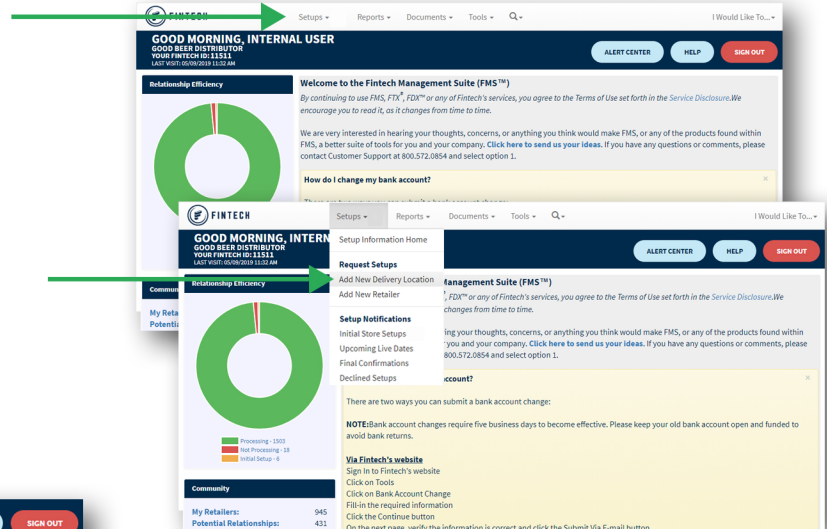 FINTECH
Setups
Reports
Documents
Tools
I Would Like To...
GOOD MORNING, INTERNAL USER
GOOD BEER DISTRIBUTOR
YOUR FINTECH ID:11511
LAST VISIT: 05/09/2019 11:32 AM
ALERT CENTER
HELP
SIGN OUT
Relationship Efficiency
Welcome to the Fintech Management Suite (FMS™)
By continuing to use FMS, FTX®, FDX™ or any of Fintech's services, you agree to the Terms of Use set forth in the Service Disclosure.We
encourage you to read it, as it changes from time to time.
We are very interested in hearing your thoughts, concerns, or anything you think would make FMS, or any of the products found within
FMS, a better suite of tools for you and your company. Click here to send us your ideas. If you have any questions or comments, please
contact Customer Support at 800.572.0854 and select option 1.
How do I change my bank account?
×
Commun
My Reta
Potentia
FINTECH
Setups
Reports
Documents
Tools
I Would Like To...
GOOD MORNING, INTERN
GOOD BEER DISTRIBUTOR
YOUR FINTECH ID:11511
LAST VISIT: 05/09/2019 11:32 AM
ALERT CENTER
HELP
SIGN OUT
Setup Information Home
Request Setups
Add New Delivery Location
Add New Retailer
Setup Notifications
Initial Store Setups
Upcoming Live Dates
Final Confirmations
Declined Setups
Relationship Efficiency
Management Suite (FMS™)
, FDX™ or any of Fintech's services, you agree to the Terms of Use set forth in the Service Disclosure.We
changes from time to time.
ring your thoughts, concerns, or anything you think would make FMS, or any of the products found within
you and your company. Click here to send us your ideas. If you have any questions or comments, please
800.572.0854 and select option 1.
ccount?
×
There are two ways you can submit a bank account change:
NOTE:Bank account changes require five business days to become effective. Please keep your old bank account open and funded to
avoid bank returns.
Via Fintech's website
Sign In to Fintech's website
Click on Tools
Click on Bank Account Change
Fill-in the required information
Click the Continue button
On the next page, verify the information is correct and click the Submit Via E-mail button
Processing - 1503
Not Processing - 18
Initial Setup - 6
Community
My Retailers: 945
Potential Relationships: 431
SIGN OUT